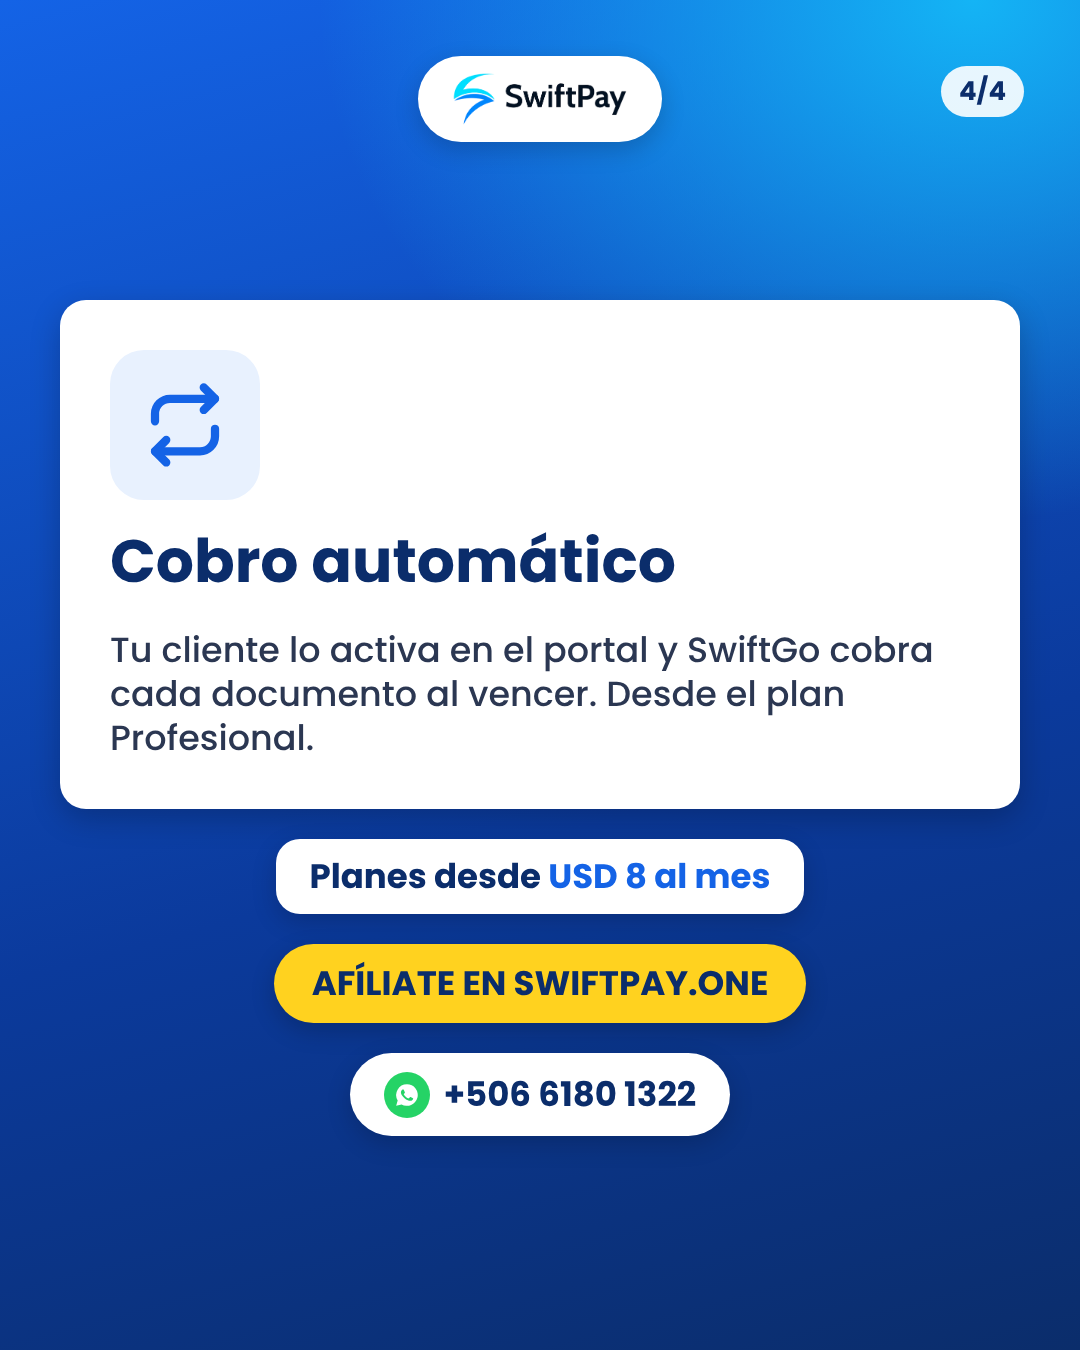 SwiftPay
4/4
Cobro automático
Tu cliente lo activa en el portal y SwiftGo cobra
cada documento al vencer. Desde el plan
Profesional.
Planes desde USD 8 al mes
AFÍLIATE EN SWIFTPAY.ONE
+506 6180 1322